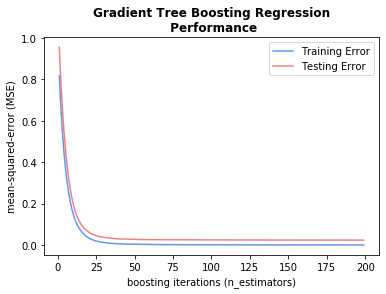 Gradient Tree Boosting Regression
Performance
Training Error
Testing Error
mean-squared-error (MSE)
1.0
0.8
0.6
0.4
0.2
0.0
0 25 50 75 100 125 150 175 200
boosting iterations (n_estimators)